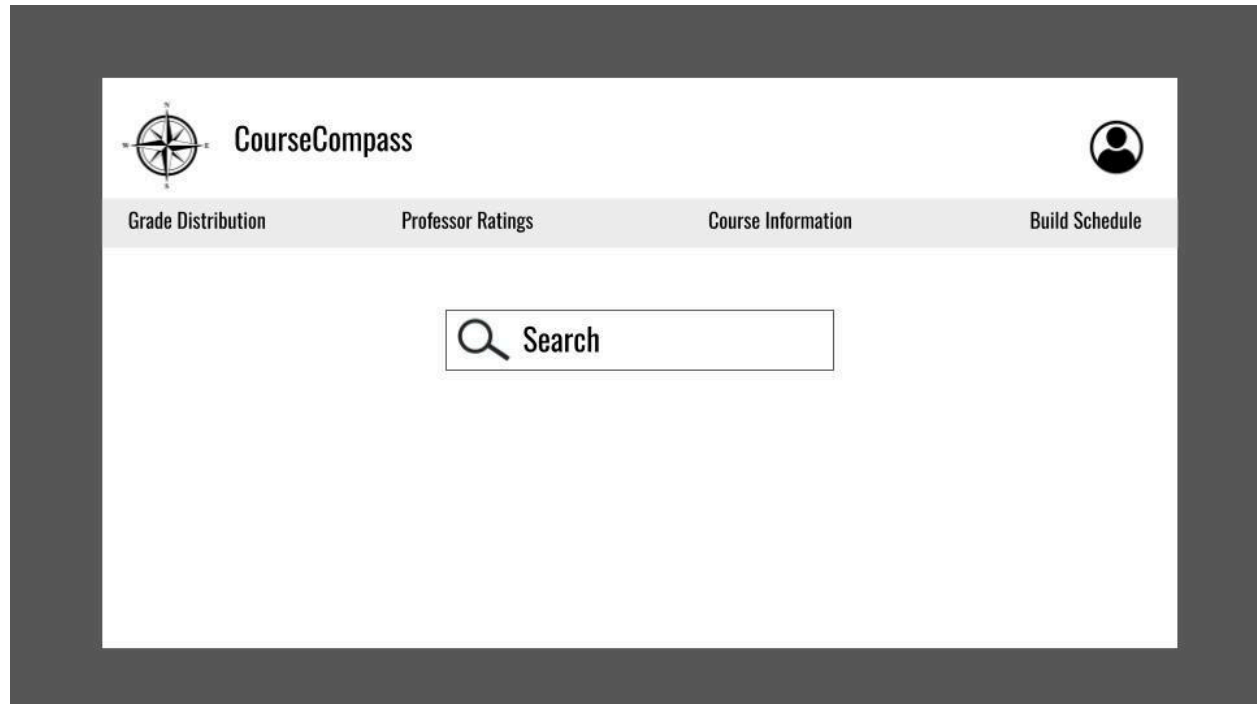 N
W E
S
CourseCompass
Grade Distribution Professor Ratings Course Information Build Schedule
Search